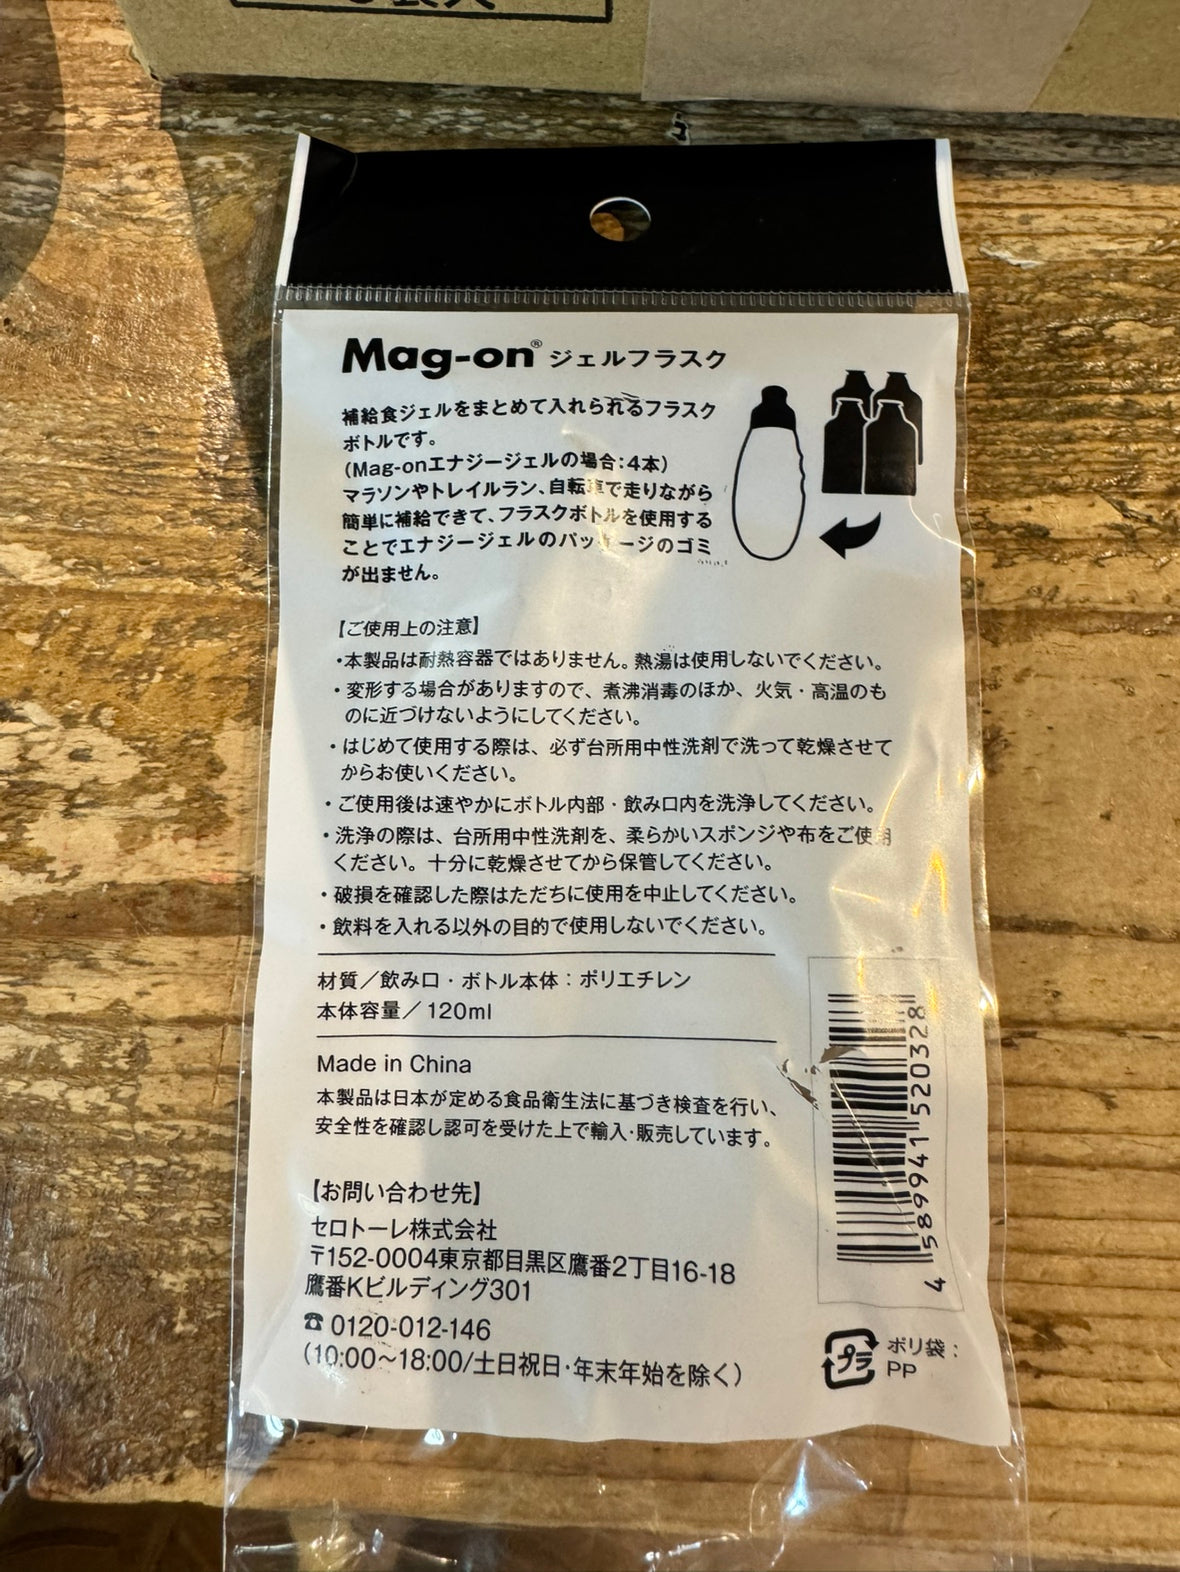 Mag-on® ジェルフラスク
補給食ジェルをまとめて入れられるフラスク
ボトルです。
(Mag-onエナジージェルの場合:4本)
マラソンやトレイルラン、自転車で走りながら
簡単に補給できて、フラスクボトルを使用する
ことでエナジージェルのパッケージのゴミ
が出ません。
【ご使用上の注意】
・本製品は耐熱容器ではありません。熱湯は使用しないでください。
・変形する場合がありますので、煮沸消毒のほか、火気・高温のも
のに近づけないようにしてください。
・はじめて使用する際は、必ず台所用中性洗剤で洗って乾燥させて
からお使いください。
・ご使用後は速やかにボトル内部・飲み口内を洗浄してください。
・洗浄の際は、台所用中性洗剤を、柔らかいスポンジや布をご使用
ください。十分に乾燥させてから保管してください。
・破損を確認した際はただちに使用を中止してください。
・飲料を入れる以外の目的で使用しないでください。
材質/飲み口・ボトル本体:ポリエチレン
本体容量/120ml
Made in China
本製品は日本が定める食品衛生法に基づき検査を行い、
安全性を確認し認可を受けた上で輸入・販売しています。
【お問い合わせ先】
セロトーレ株式会社
〒152-0004東京都目黒区鷹番2丁目16-18
鷹番Kビルディング301
☎0120-012-146
(10:00~18:00/土日祝日・年末年始を除く)
4 589941 520328
プラ
ポリ袋:
PP